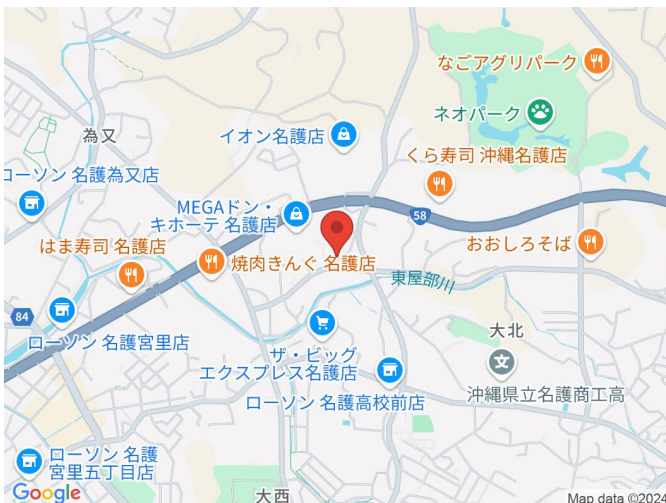 なごアグリパーク
ネオパーク
為又
イオン名護店
くら寿司 沖縄名護店
ローソン 名護為又店
MEGAドン・
キホーテ 名護店
58
はま寿司 名護店
焼肉きんぐ 名護店
おおしろそば
東屋部川
84
ローソン 名護宮里店
大北
ザ・ビッグ
エクスプレス名護店
沖縄県立名護商工高
ローソン 名護高校前店
ローソン 名護
宮里五丁目店
大西
Google
Map data ©2024